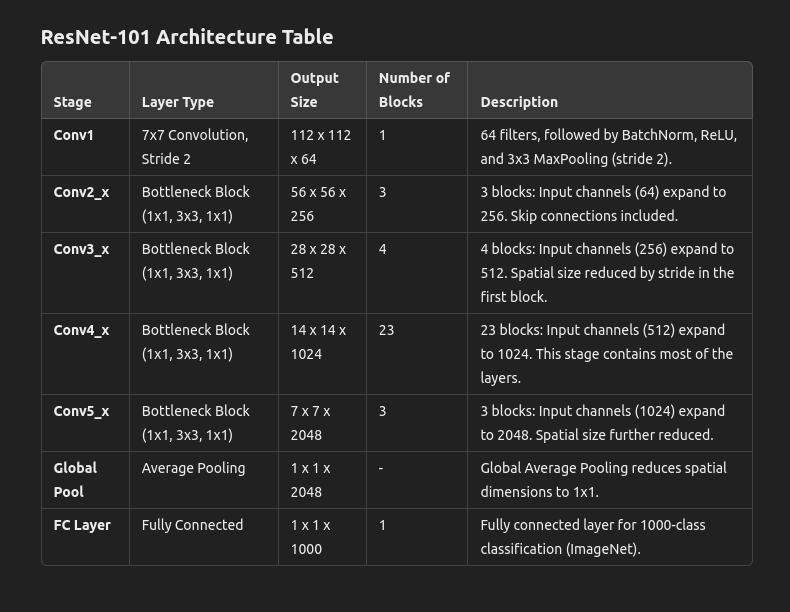 ResNet-101 Architecture Table
Stage Layer Type Output Size Number of Blocks Description
Conv1 7x7 Convolution, Stride 2 112 x 112 x 64 1 64 filters, followed by BatchNorm, ReLU, and 3x3 MaxPooling (stride 2).
Conv2_x Bottleneck Block (1x1, 3x3, 1x1) 56 x 56 x 256 3 3 blocks: Input channels (64) expand to 256. Skip connections included.
Conv3_x Bottleneck Block (1x1, 3x3, 1x1) 28 x 28 x 512 4 4 blocks: Input channels (256) expand to 512. Spatial size reduced by stride in the first block.
Conv4_x Bottleneck Block (1x1, 3x3, 1x1) 14 x 14 x 1024 23 23 blocks: Input channels (512) expand to 1024. This stage contains most of the layers.
Conv5_x Bottleneck Block (1x1, 3x3, 1x1) 7 x 7 x 2048 3 3 blocks: Input channels (1024) expand to 2048. Spatial size further reduced.
Global Pool Average Pooling 1 x 1 x 2048 - Global Average Pooling reduces spatial dimensions to 1x1.
FC Layer Fully Connected 1 x 1 x 1000 1 Fully connected layer for 1000-class classification (ImageNet).